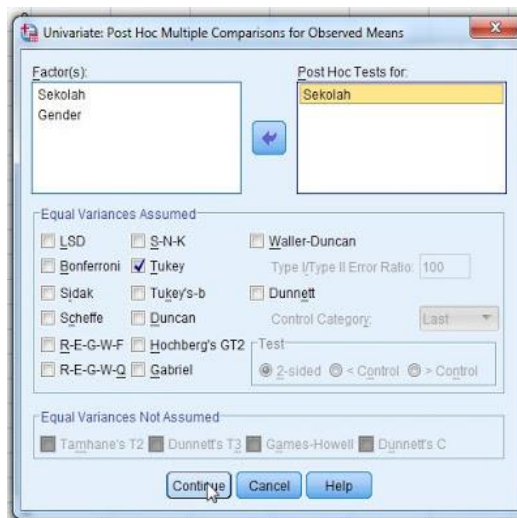 Univariate: Post Hoc Multiple Comparisons for Observed Means
Factor(s):
Sekolah
Gender
Post Hoc Tests for:
Sekolah
Equal Variances Assumed
LSD S-N-K Waller-Duncan
Bonferroni Tukey Type I/Type II Error Ratio: 100
Sidak Tukey's-b Dunnett
Scheffe Duncan Control Category: Last
R-E-G-W-F Hochberg's GT2 Test
R-E-G-W-Q Gabriel 2-sided < Control > Control
Equal Variances Not Assumed
Tamhane's T2 Dunnett's T3 Games-Howell Dunnett's C
Continue Cancel Help